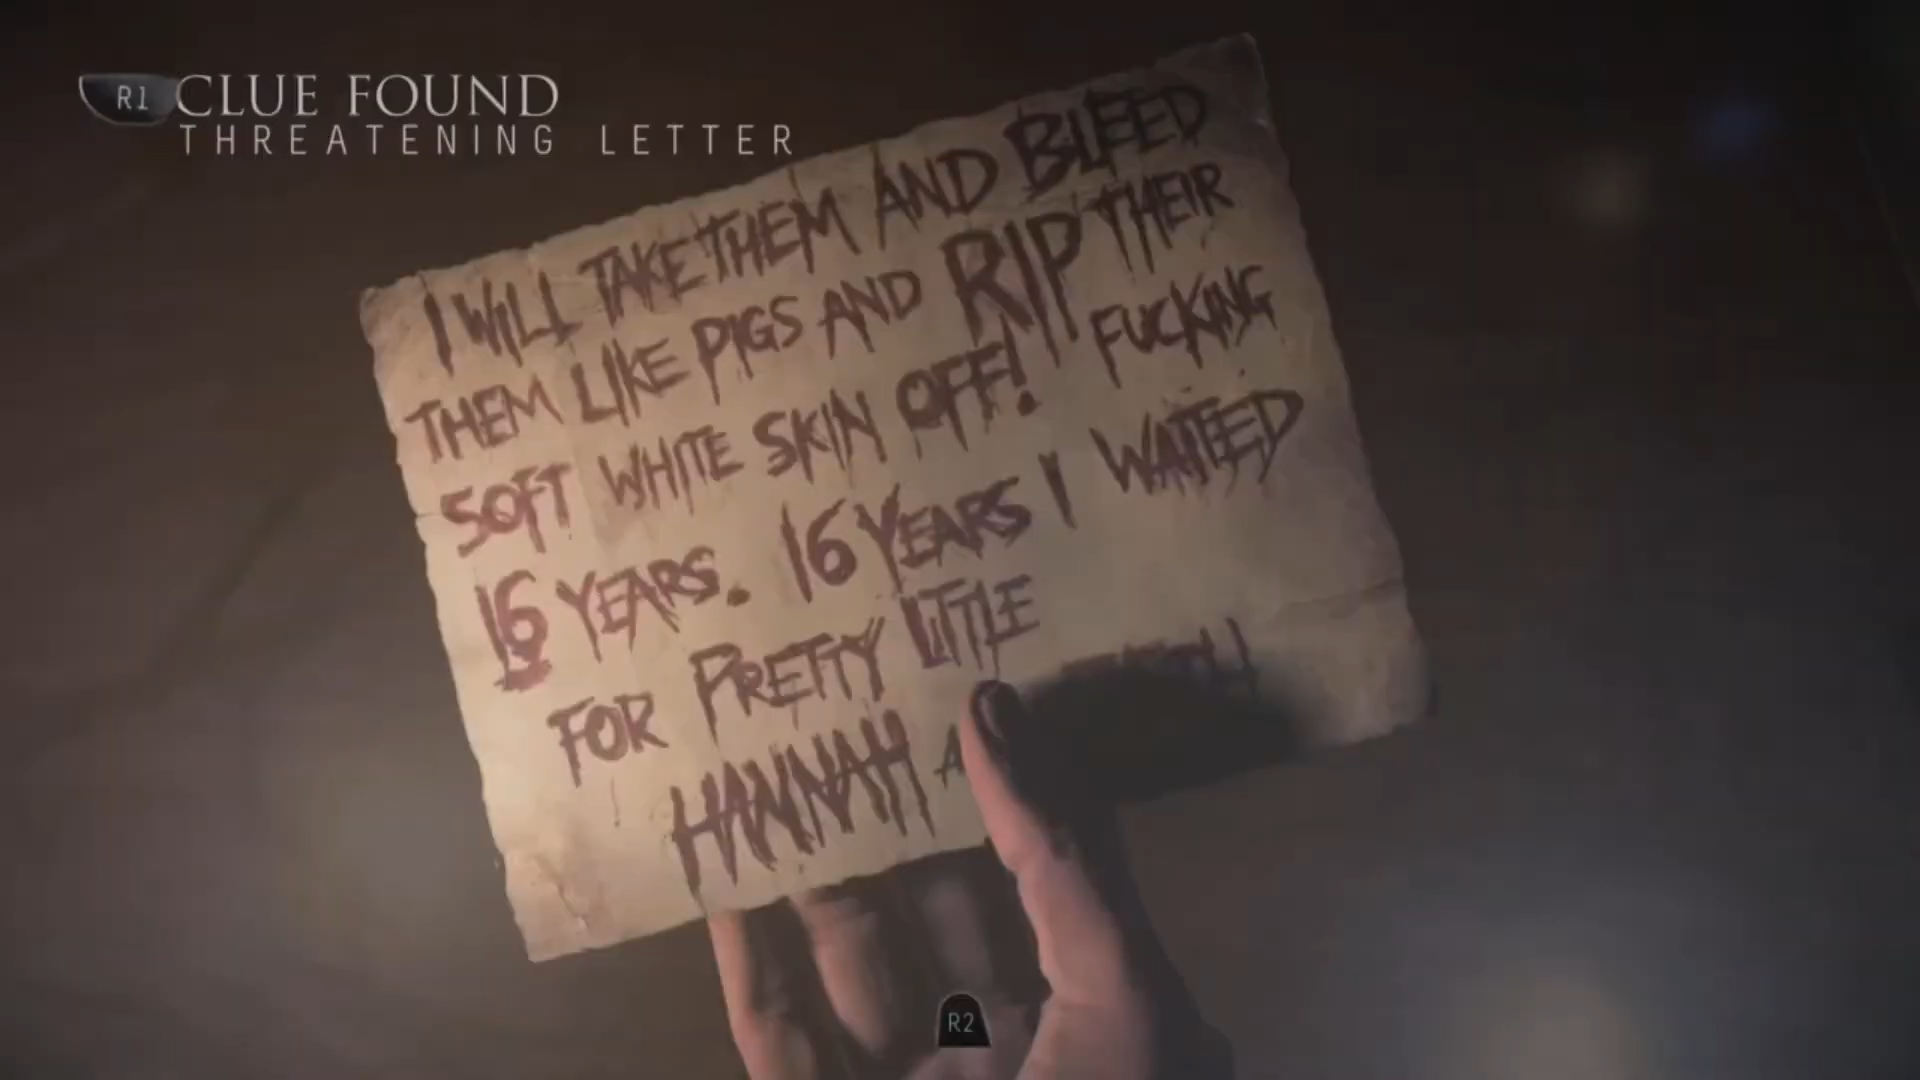 R1 CLUE FOUND
THREATENING LETTER
I WILL TAKE THEM AND BLEED
THEM LIKE PIGS AND RIP THEIR
SOFT WHITE SKIN OFF! FUCKING
16 YEARS. 16 YEARS I WAITED
FOR PRETTY LITTLE
HANNAH
R2